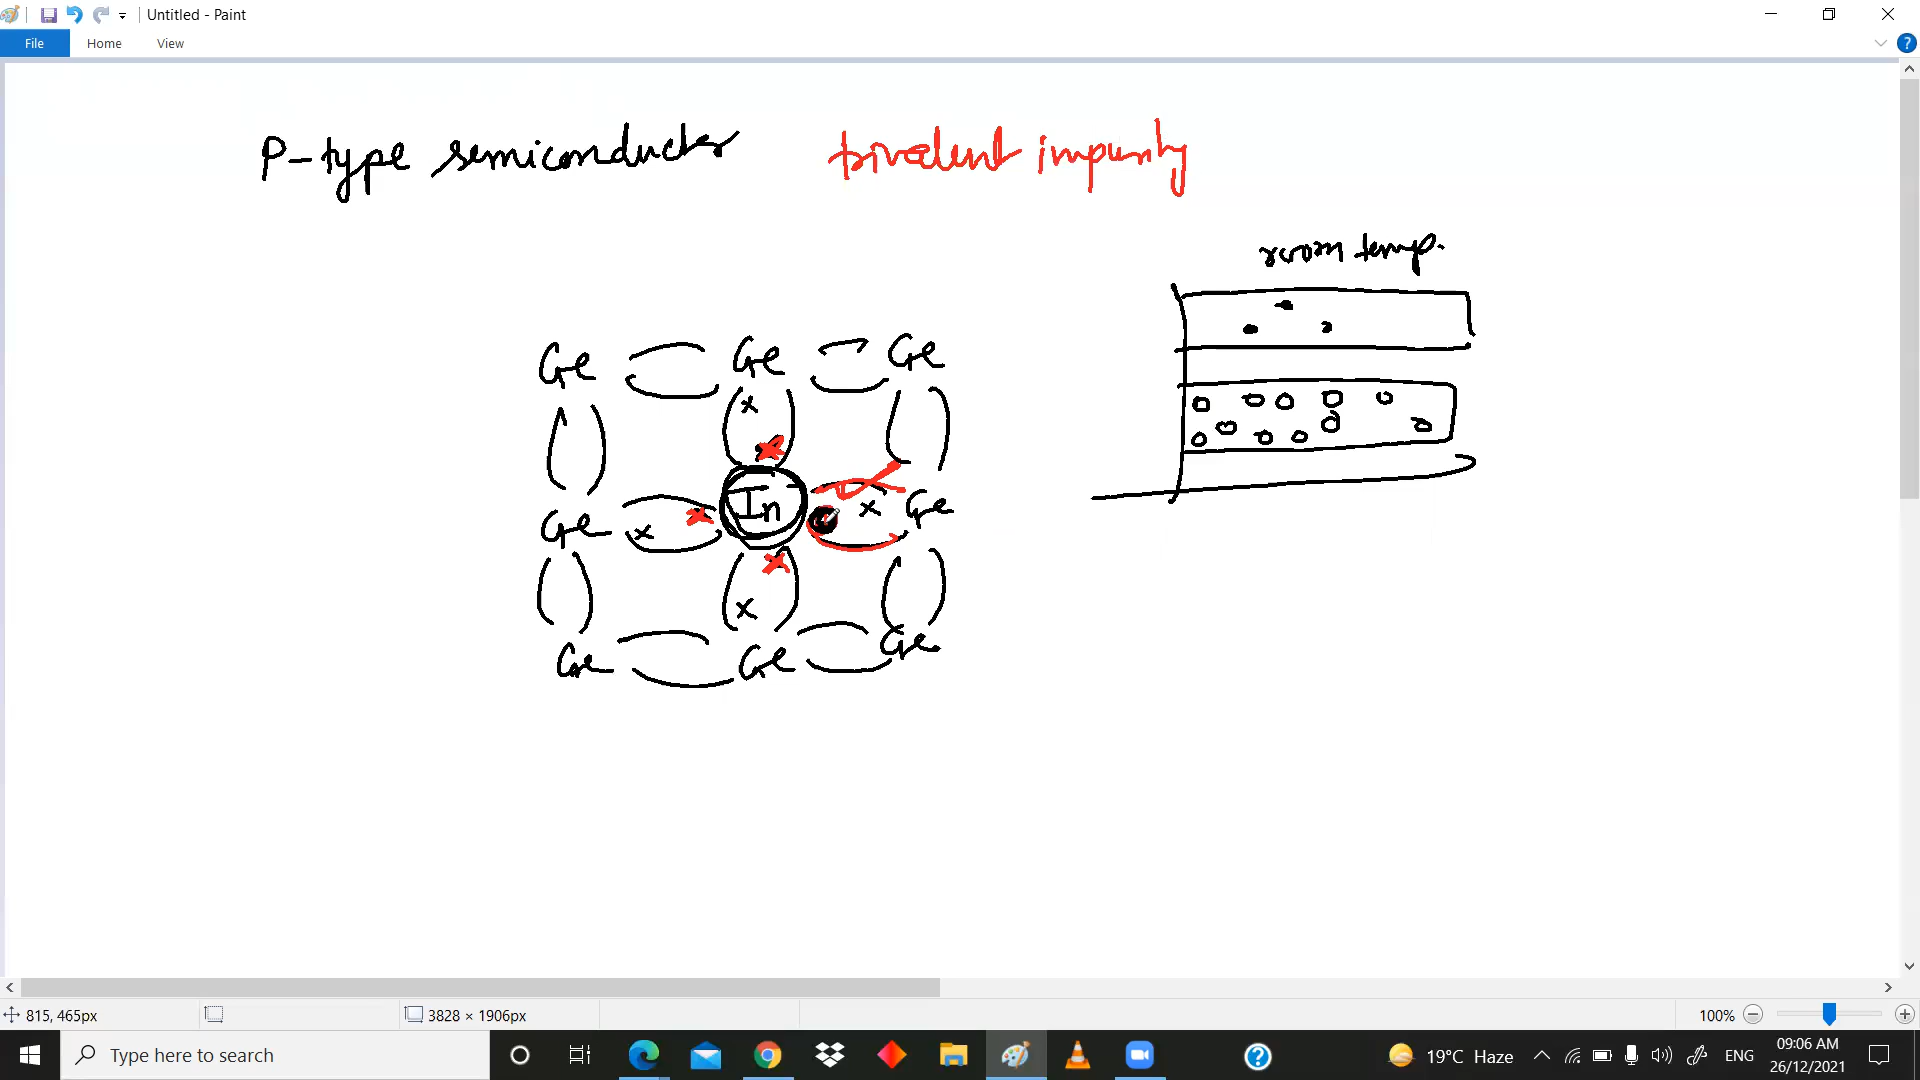 Untitled - Paint
File Home View
P-type semiconductor trivalent impurity
room temp.
Ge Ge Ge
x
x
x x In x Ge
Ge x
x
x
Ge Ge Ge
815, 465px 3828 × 1906px 100%
Type here to search
19°C Haze ENG 09:06 AM
26/12/2021